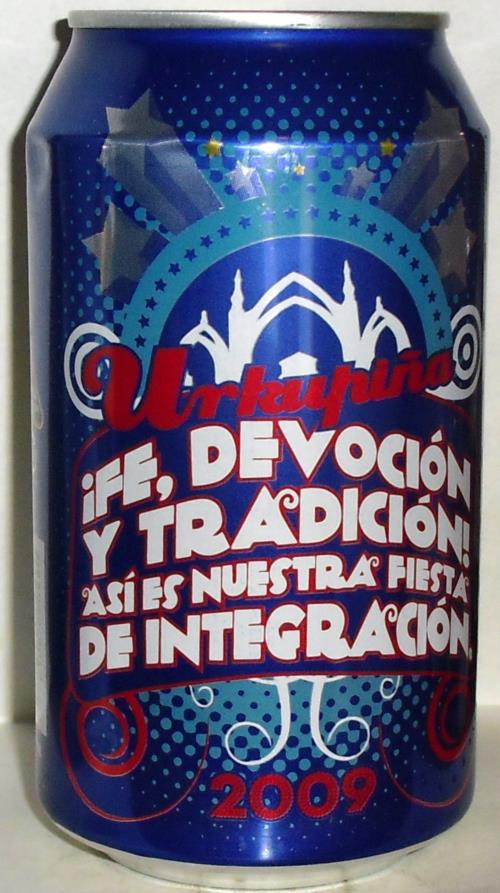 Urkupiña
¡FE, DEVOCIÓN
Y TRADICIÓN!
ASÍ ES NUESTRA FIESTA
DE INTEGRACIÓN.
2009